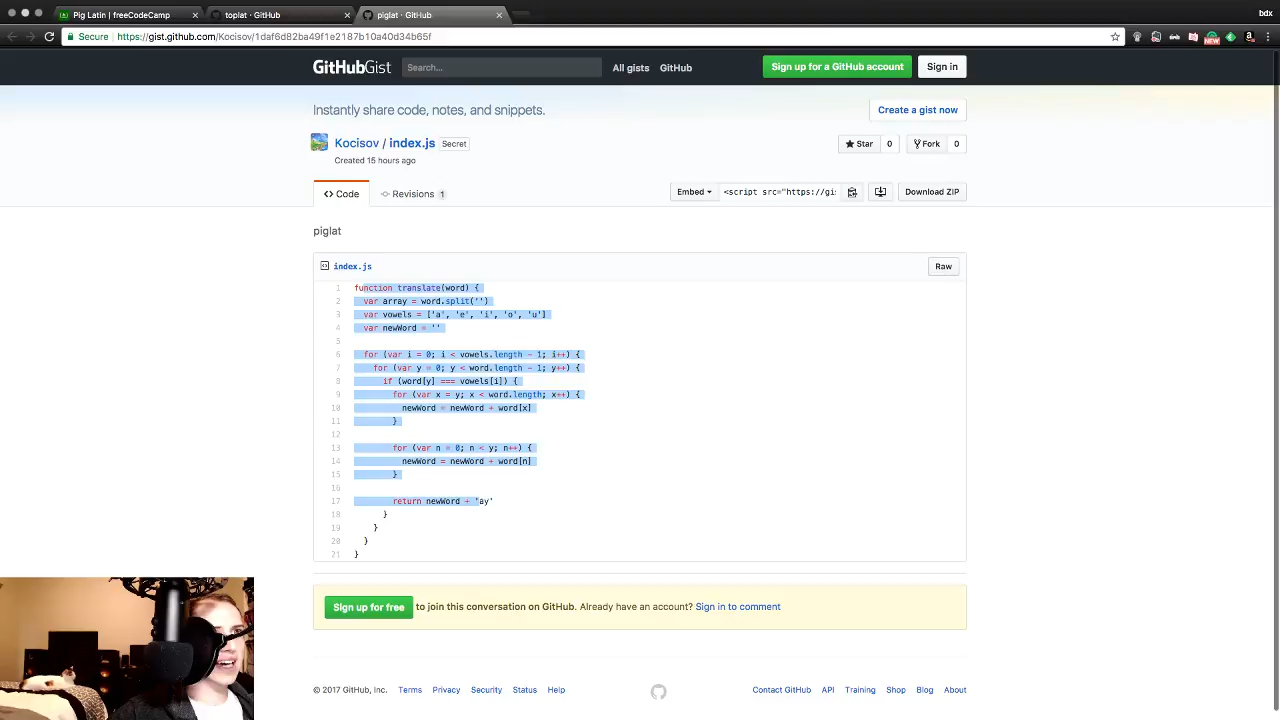 Pig Latin | freeCodeCamp
toplat · GitHub
piglat · GitHub
bdx
Secure https://gist.github.com/Kocisov/1daf6d82ba49f1e2187b10a40d34b65f
NEW
GitHubGist Search... All gists GitHub Sign up for a GitHub account Sign in
Instantly share code, notes, and snippets. Create a gist now
Kocisov / index.js Secret
Star 0 Fork 0
Created 15 hours ago
Code Revisions 1 Embed <script src="https://gi: Download ZIP
piglat
index.js Raw
1 function translate(word) {
2 var array = word.split('')
3 var vowels = ['a', 'e', 'i', 'o', 'u']
4 var newWord = ''
5
6 for (var i = 0; i < vowels.length - 1; i++) {
7 for (var y = 0; y < word.length - 1; y++) {
8 if (word[y] === vowels[i]) {
9 for (var x = y; x < word.length; x++) {
10 newWord = newWord + word[x]
11 }
12
13 for (var n = 0; n < y; n++) {
14 newWord = newWord + word[n]
15 }
16
17 return newWord + 'ay'
18 }
19 }
20 }
21 }
Sign up for free to join this conversation on GitHub. Already have an account? Sign in to comment
© 2017 GitHub, Inc. Terms Privacy Security Status Help Contact GitHub API Training Shop Blog About